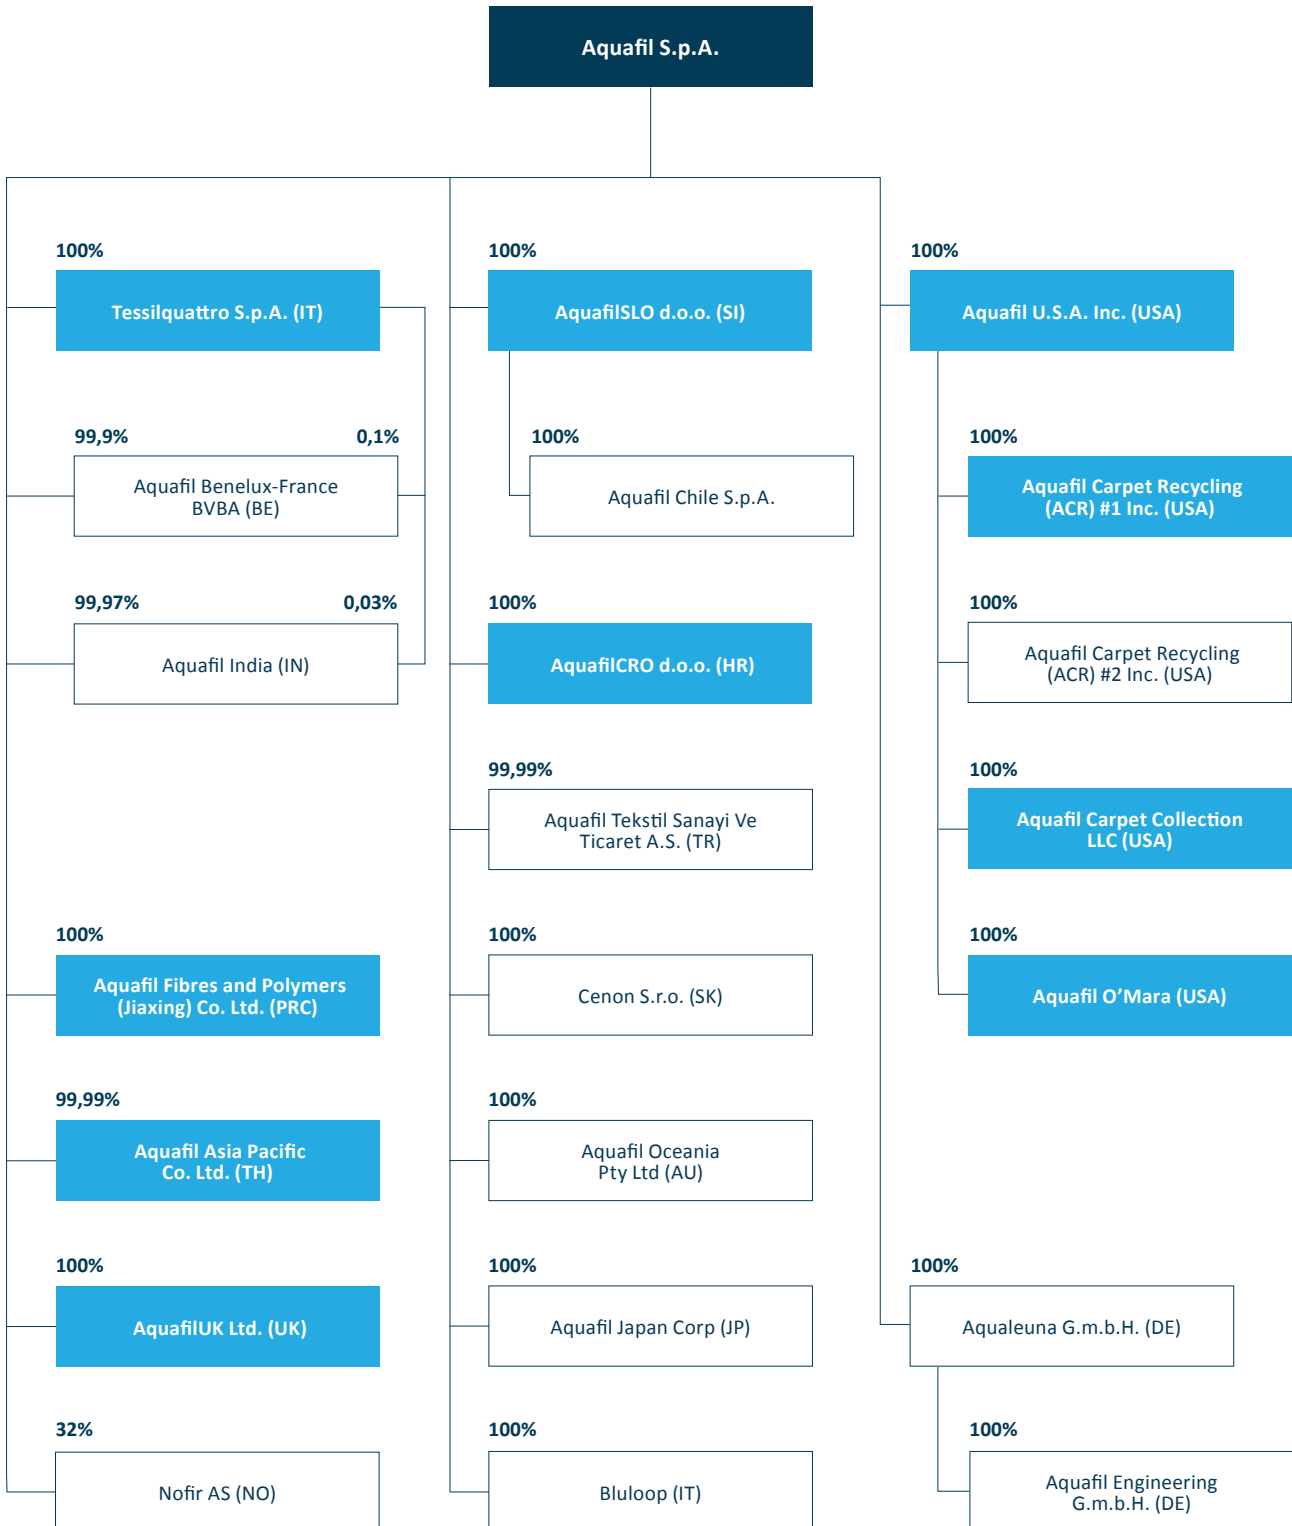 Aquafil S.p.A.
100%
Tessilquattro S.p.A. (IT)
99,9%
0,1%
Aquafil Benelux-France
BVBA (BE)
99,97%
0,03%
Aquafil India (IN)
100%
Aquafil Fibres and Polymers
(Jiaxing) Co. Ltd. (PRC)
99,99%
Aquafil Asia Pacific
Co. Ltd. (TH)
100%
AquafilUK Ltd. (UK)
32%
Nofir AS (NO)
100%
AquafilSLO d.o.o. (SI)
100%
Aquafil Chile S.p.A.
100%
AquafilCRO d.o.o. (HR)
99,99%
Aquafil Tekstil Sanayi Ve
Ticaret A.S. (TR)
100%
Cenon S.r.o. (SK)
100%
Aquafil Oceania
Pty Ltd (AU)
100%
Aquafil Japan Corp (JP)
100%
Bluloop (IT)
100%
Aquafil U.S.A. Inc. (USA)
100%
Aquafil Carpet Recycling
(ACR) #1 Inc. (USA)
100%
Aquafil Carpet Recycling
(ACR) #2 Inc. (USA)
100%
Aquafil Carpet Collection
LLC (USA)
100%
Aquafil O’Mara (USA)
100%
Aqualeuna G.m.b.H. (DE)
100%
Aquafil Engineering
G.m.b.H. (DE)